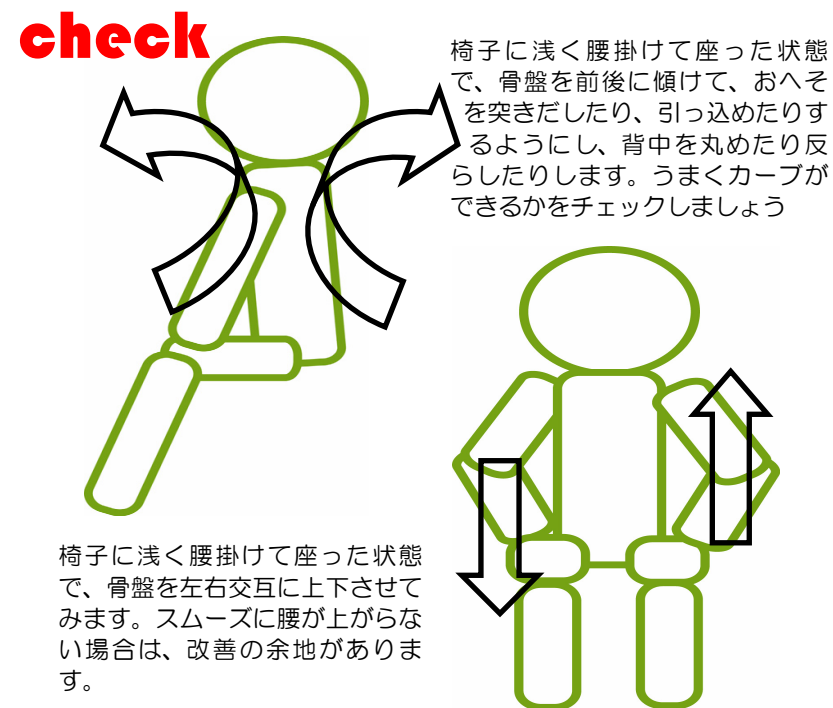 check
椅子に浅く腰掛けて座った状態
で、骨盤を前後に傾けて、おへそ
を突きだしたり、引っ込めたりす
るようにし、背中を丸めたり反
らしたりします。うまくカーブが
できるかをチェックしましょう
椅子に浅く腰掛けて座った状態
で、骨盤を左右交互に上下させて
みます。スムーズに腰が上がらな
い場合は、改善の余地がありま
す。